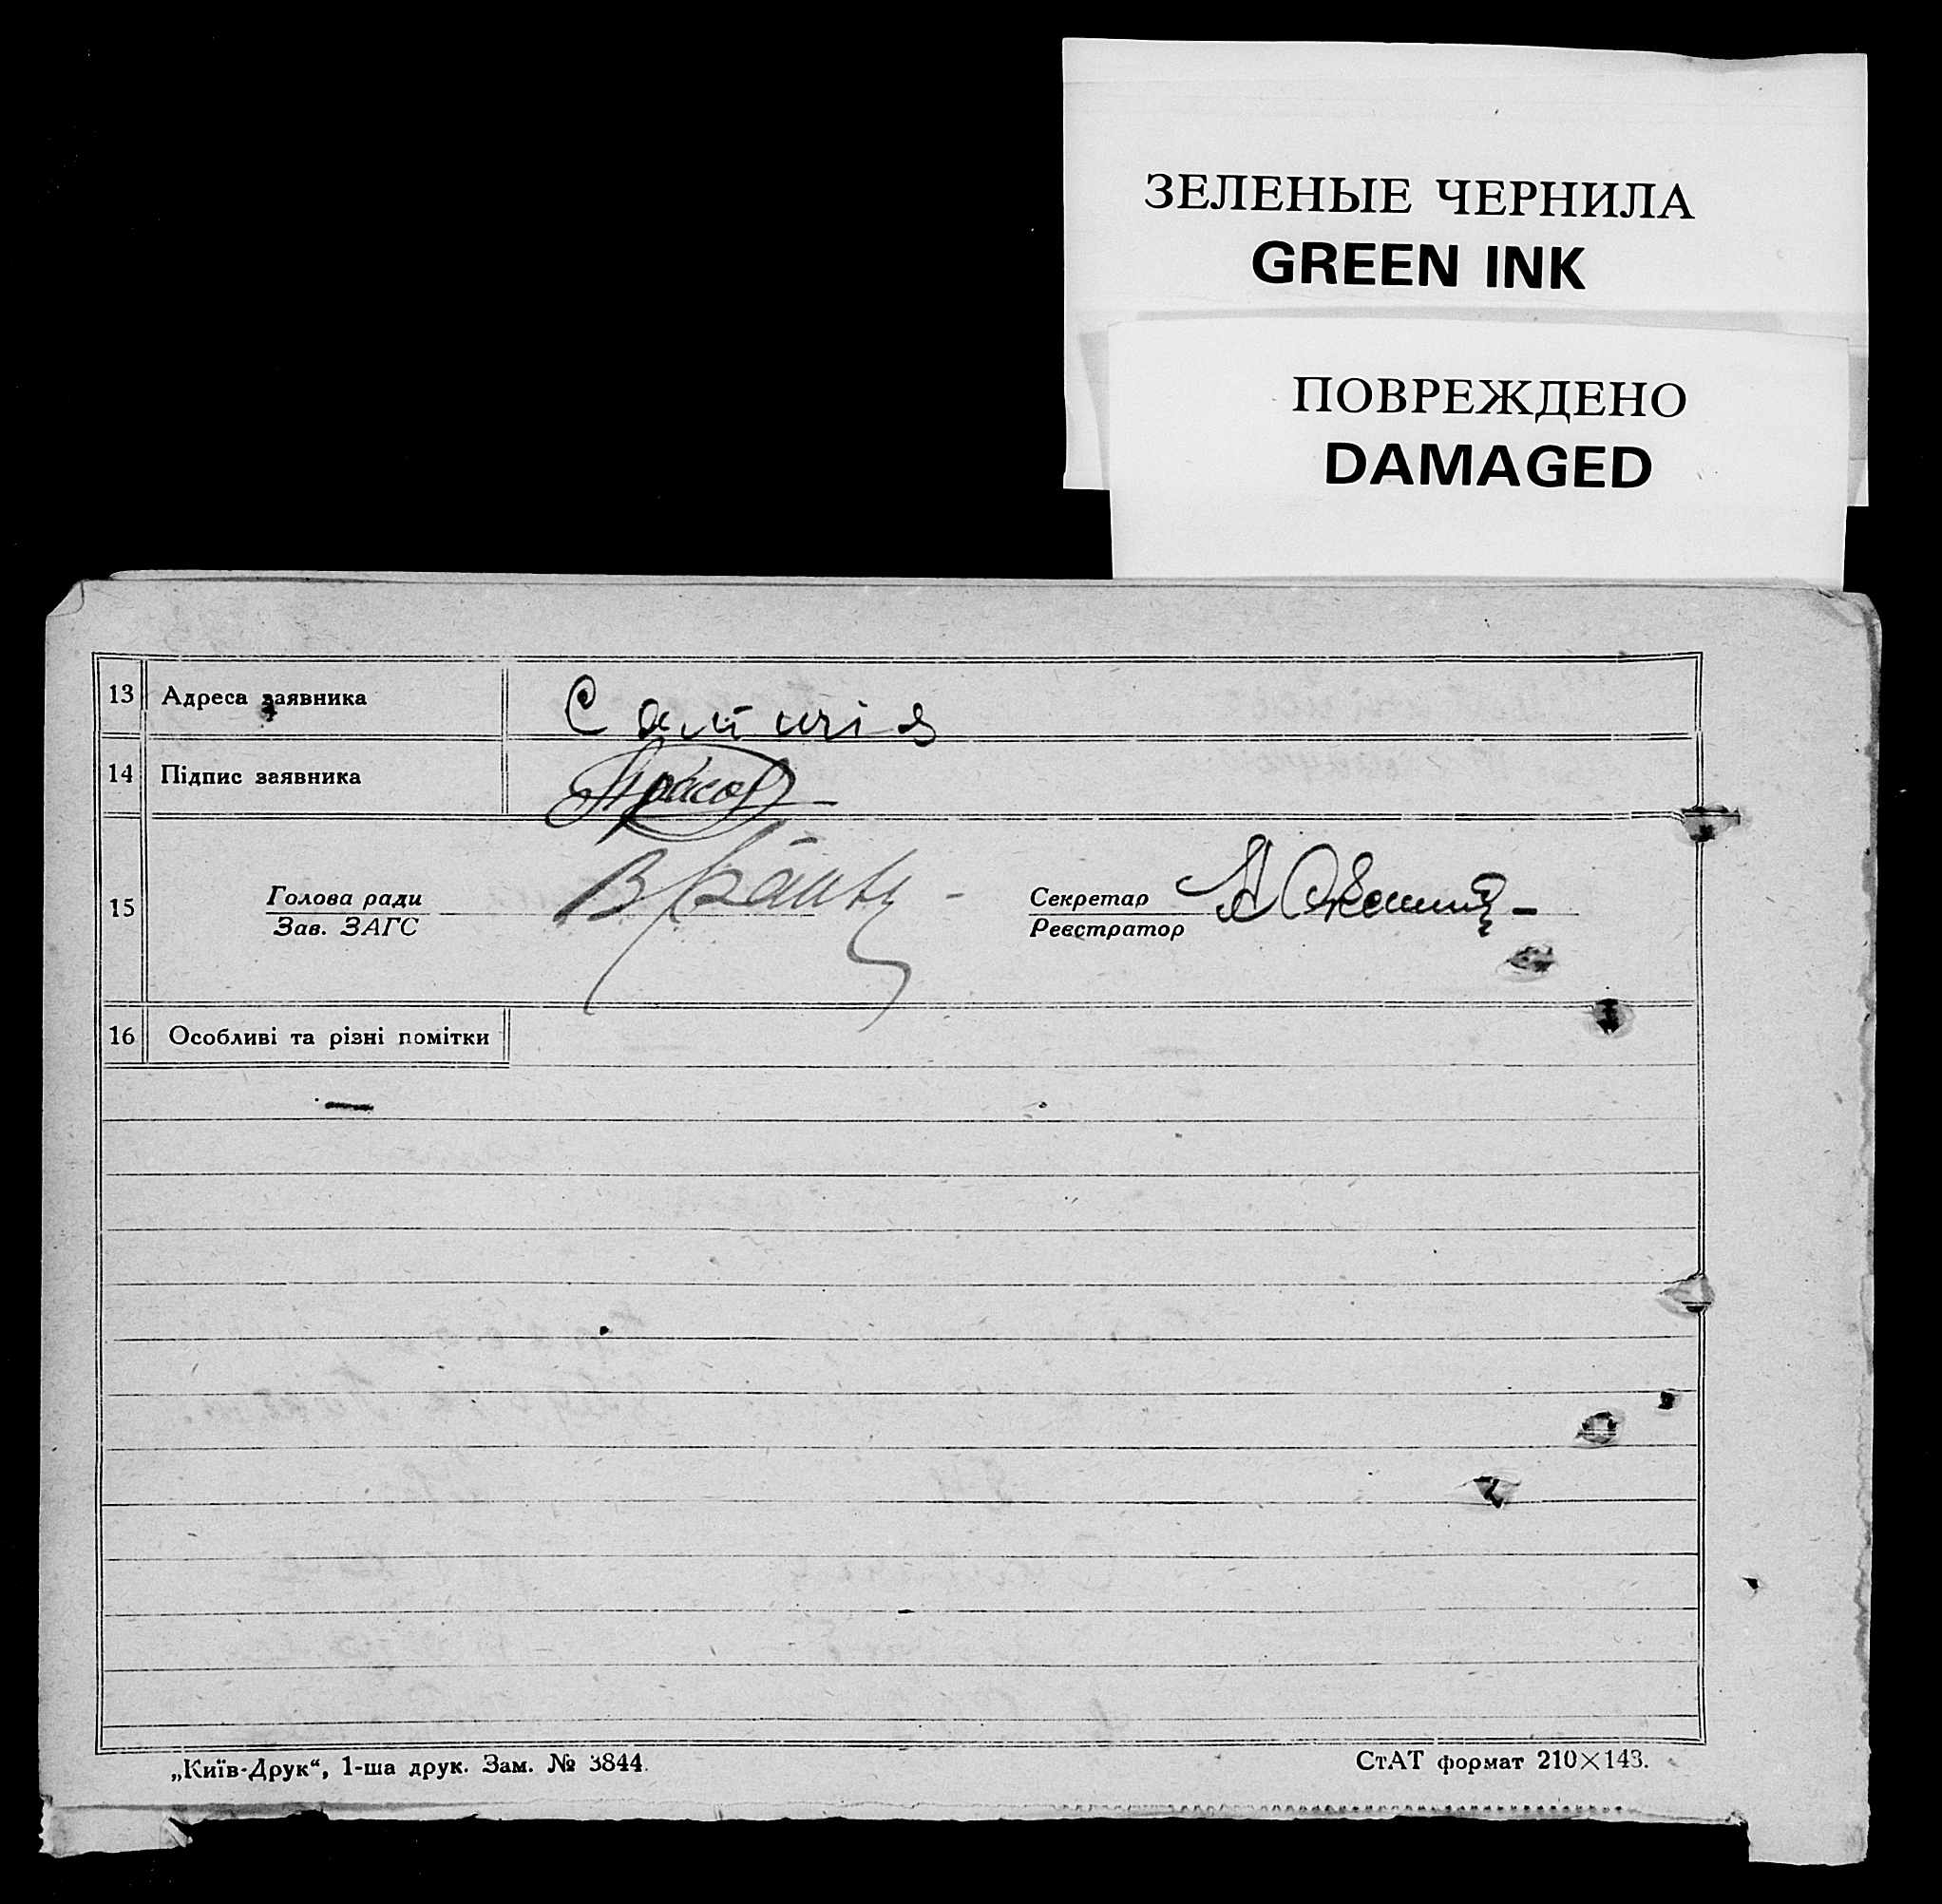 ЗЕЛЕНЫЕ ЧЕРНИЛА
GREEN INK
ПОВРЕЖДЕНО
DAMAGED
13 Адреса заявника
14 Підпис заявника
15 Голова ради
Зав. ЗАГС
Секретар
Реєстратор
16 Особливі та різні помітки
—
„Київ-Друк“, 1-ша друк. Зам. № 3844.
СтАТ формат 210×143.